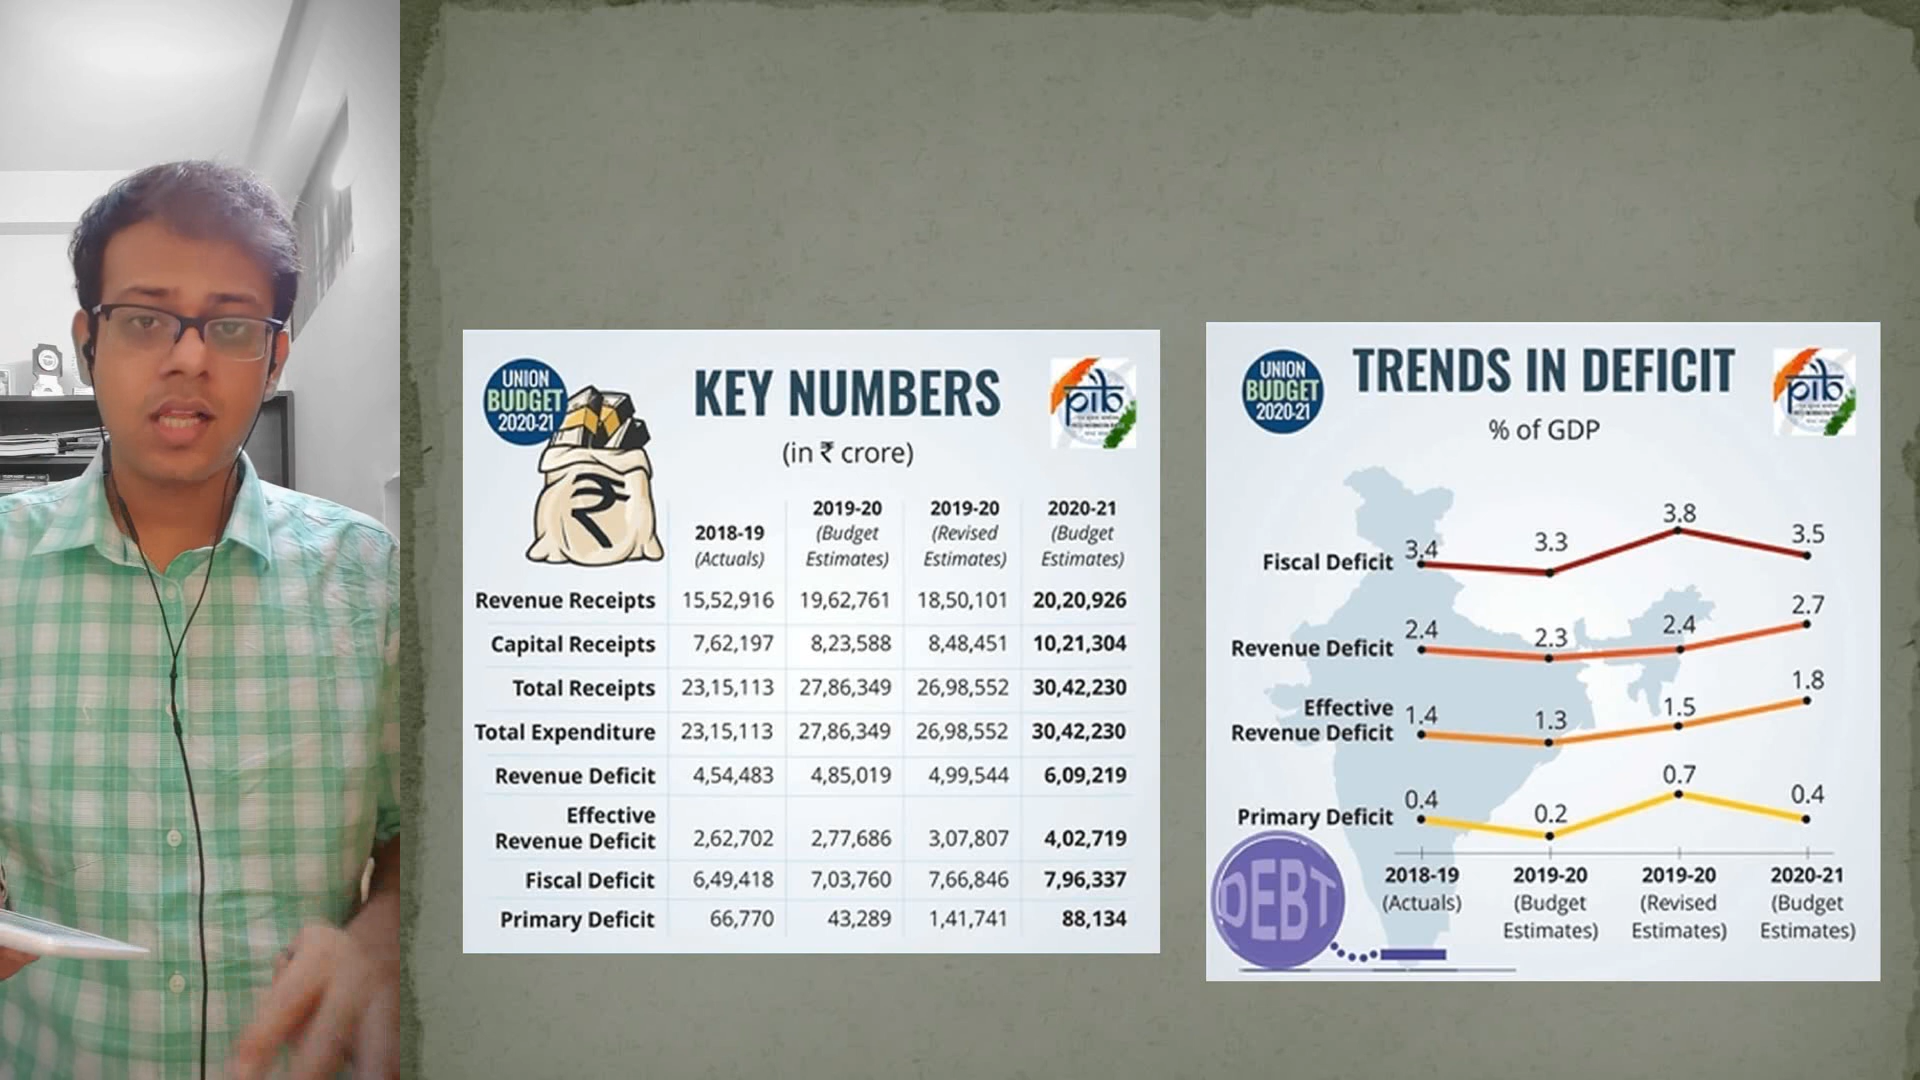 UNION
BUDGET
2020-21
KEY NUMBERS
(in ₹ crore)
pib
₹
2018-19
(Actuals)
2019-20
(Budget
Estimates)
2019-20
(Revised
Estimates)
2020-21
(Budget
Estimates)
Revenue Receipts 15,52,916 19,62,761 18,50,101 20,20,926
Capital Receipts 7,62,197 8,23,588 8,48,451 10,21,304
Total Receipts 23,15,113 27,86,349 26,98,552 30,42,230
Total Expenditure 23,15,113 27,86,349 26,98,552 30,42,230
Revenue Deficit 4,54,483 4,85,019 4,99,544 6,09,219
Effective
Revenue Deficit 2,62,702 2,77,686 3,07,807 4,02,719
Fiscal Deficit 6,49,418 7,03,760 7,66,846 7,96,337
Primary Deficit 66,770 43,289 1,41,741 88,134
UNION
BUDGET
2020-21
TRENDS IN DEFICIT
% of GDP
pib
Fiscal Deficit 3.4 3.3 3.8 3.5
Revenue Deficit 2.4 2.3 2.4 2.7
Effective
Revenue Deficit 1.4 1.3 1.5 1.8
Primary Deficit 0.4 0.2 0.7 0.4
DEBT
2018-19
(Actuals)
2019-20
(Budget
Estimates)
2019-20
(Revised
Estimates)
2020-21
(Budget
Estimates)